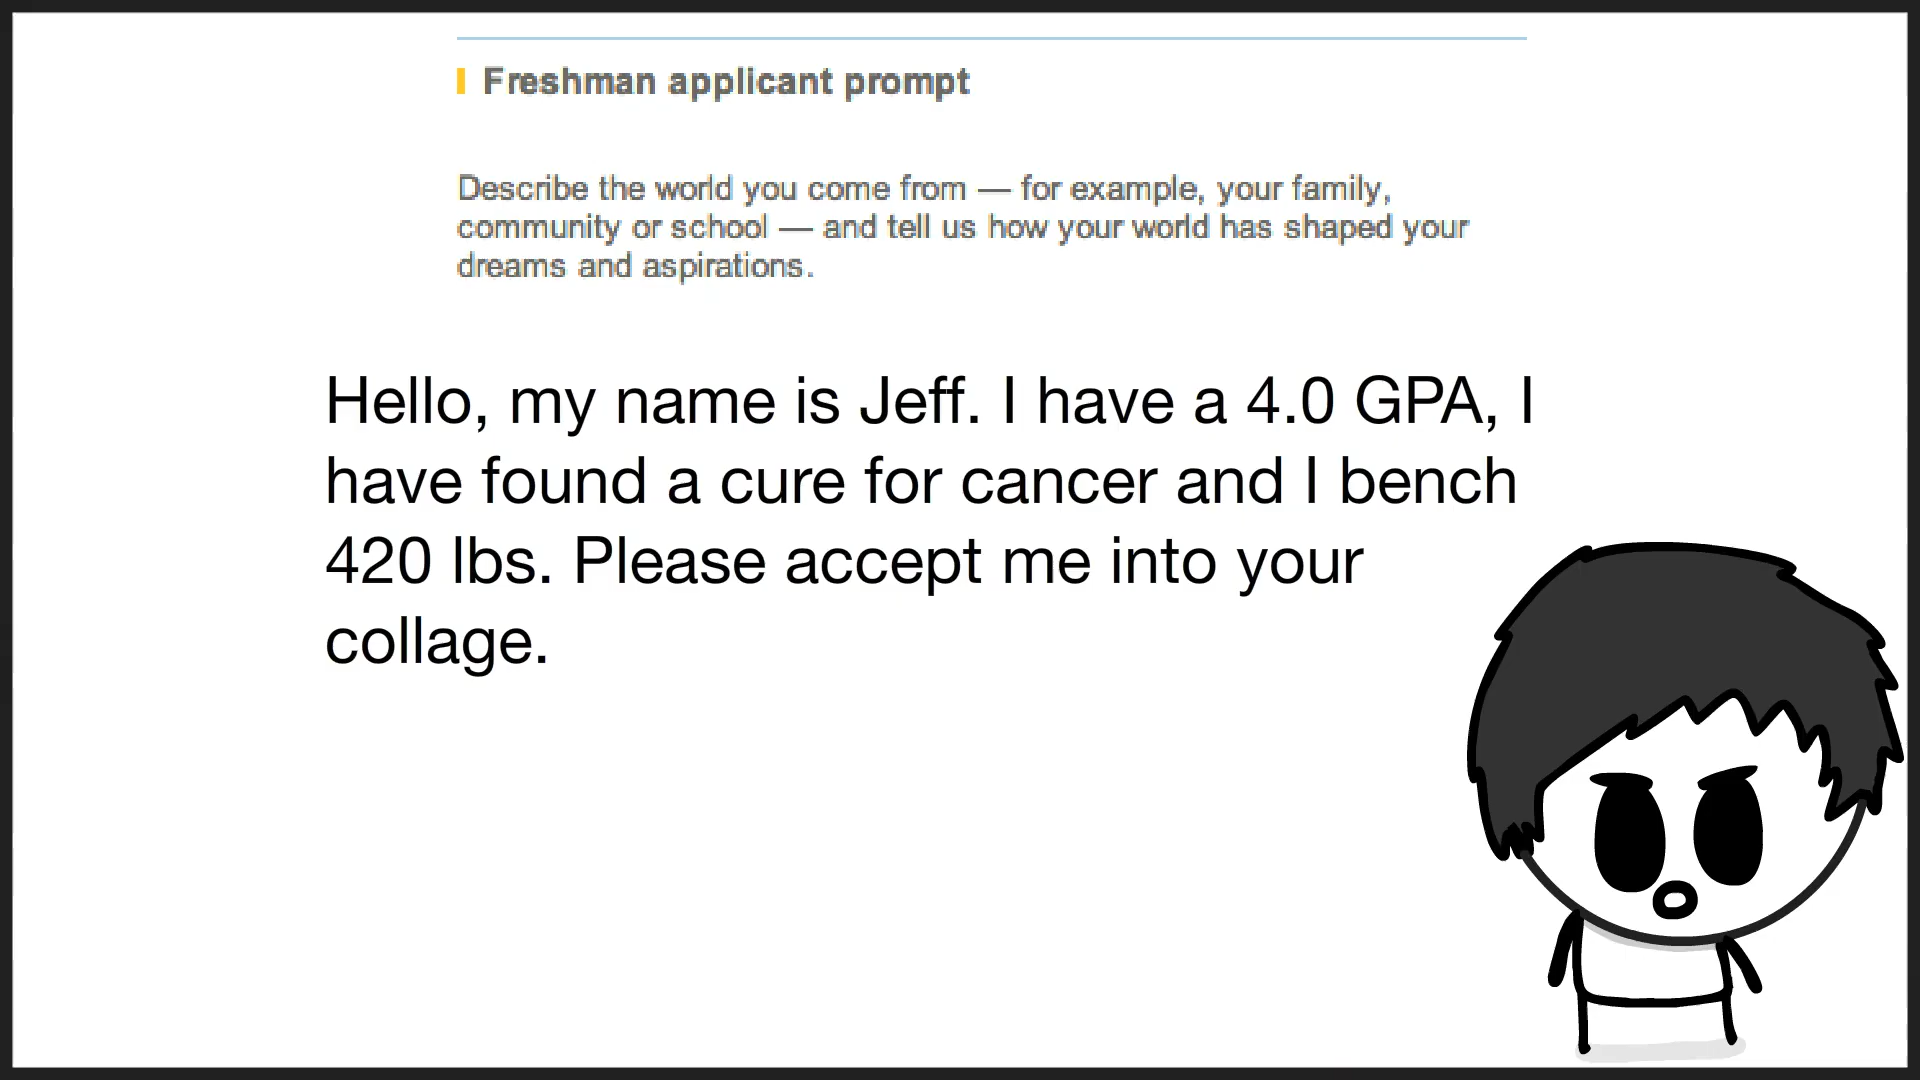 Freshman applicant prompt
Describe the world you come from — for example, your family,
community or school — and tell us how your world has shaped your
dreams and aspirations.
Hello, my name is Jeff. I have a 4.0 GPA, I
have found a cure for cancer and I bench
420 lbs. Please accept me into your
collage.